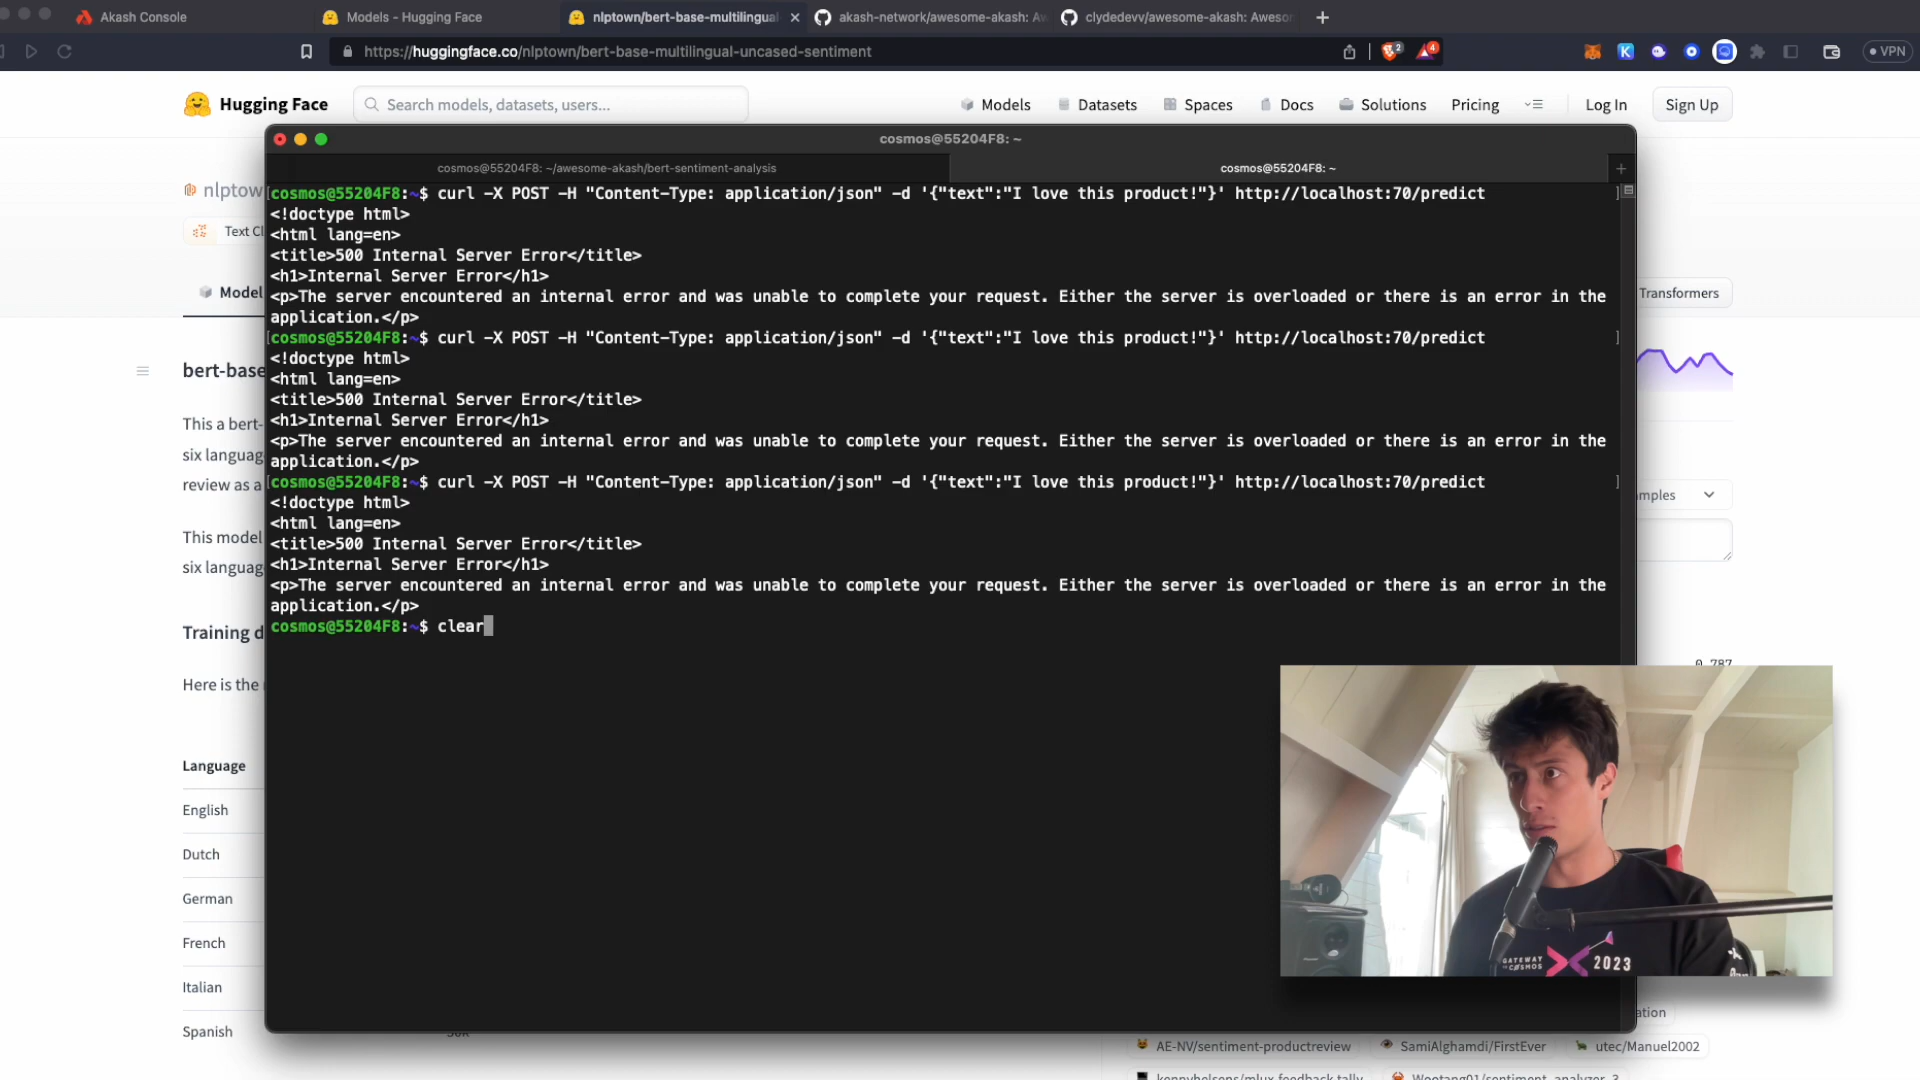 Akash Console
Models - Hugging Face
nlptown/bert-base-multilingual
akash-network/awesome-akash: Aw
clydedevv/awesome-akash: Aweso
https://huggingface.co/nlptown/bert-base-multilingual-uncased-sentiment
2
4
VPN
Hugging Face
Search models, datasets, users...
Models
Datasets
Spaces
Docs
Solutions
Pricing
Log In
Sign Up
cosmos@55204F8: ~
cosmos@55204F8: ~/awesome-akash/bert-sentiment-analysis
cosmos@55204F8: ~
nlptow
Text Cl
Model
Transformers
[cosmos@55204F8:~$ curl -X POST -H "Content-Type: application/json" -d '{"text":"I love this product!"}' http://localhost:70/predict ]
<!doctype html>
<html lang=en>
<title>500 Internal Server Error</title>
<h1>Internal Server Error</h1>
<p>The server encountered an internal error and was unable to complete your request. Either the server is overloaded or there is an error in the
application.</p>
[cosmos@55204F8:~$ curl -X POST -H "Content-Type: application/json" -d '{"text":"I love this product!"}' http://localhost:70/predict ]
<!doctype html>
<html lang=en>
<title>500 Internal Server Error</title>
<h1>Internal Server Error</h1>
<p>The server encountered an internal error and was unable to complete your request. Either the server is overloaded or there is an error in the
application.</p>
[cosmos@55204F8:~$ curl -X POST -H "Content-Type: application/json" -d '{"text":"I love this product!"}' http://localhost:70/predict ]
<!doctype html>
<html lang=en>
<title>500 Internal Server Error</title>
<h1>Internal Server Error</h1>
<p>The server encountered an internal error and was unable to complete your request. Either the server is overloaded or there is an error in the
application.</p>
cosmos@55204F8:~$ clear
bert-base
This a bert-
six languag
review as a
This model
six languag
Training d
Here is the
Language
English
Dutch
German
French
Italian
Spanish
mples
0.787
GATEWAY
COSMOS
2023
ation
AE-NV/sentiment-productreview
SamiAlghamdi/FirstEver
utec/Manuel2002